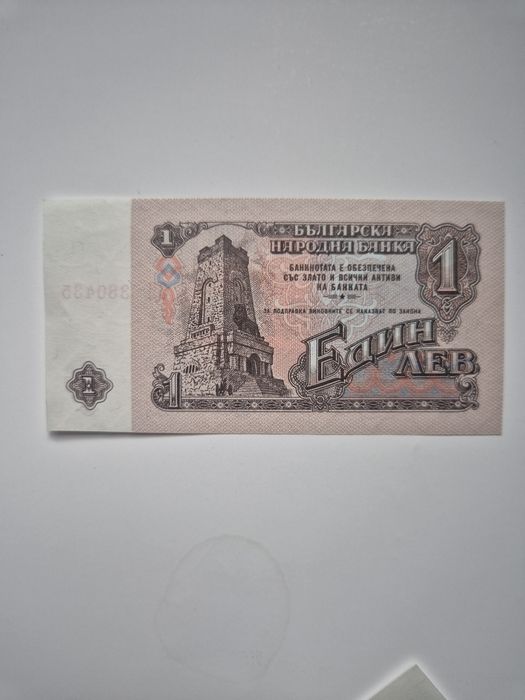 1
БЪЛГАРСКА
НАРОДНА БАНКА
1
БАНКНОТАТА Е ОБЕЗПЕЧЕНА
СЪС ЗЛАТО И ВСИЧКИ АКТИВИ
НА БАНКАТА
ЗА ПОДПРАВКА ВИНОВНИТЕ СЕ НАКАЗВАТ ПО ЗАКОНА
380435
ЕДИН
ЛЕВ
1
1